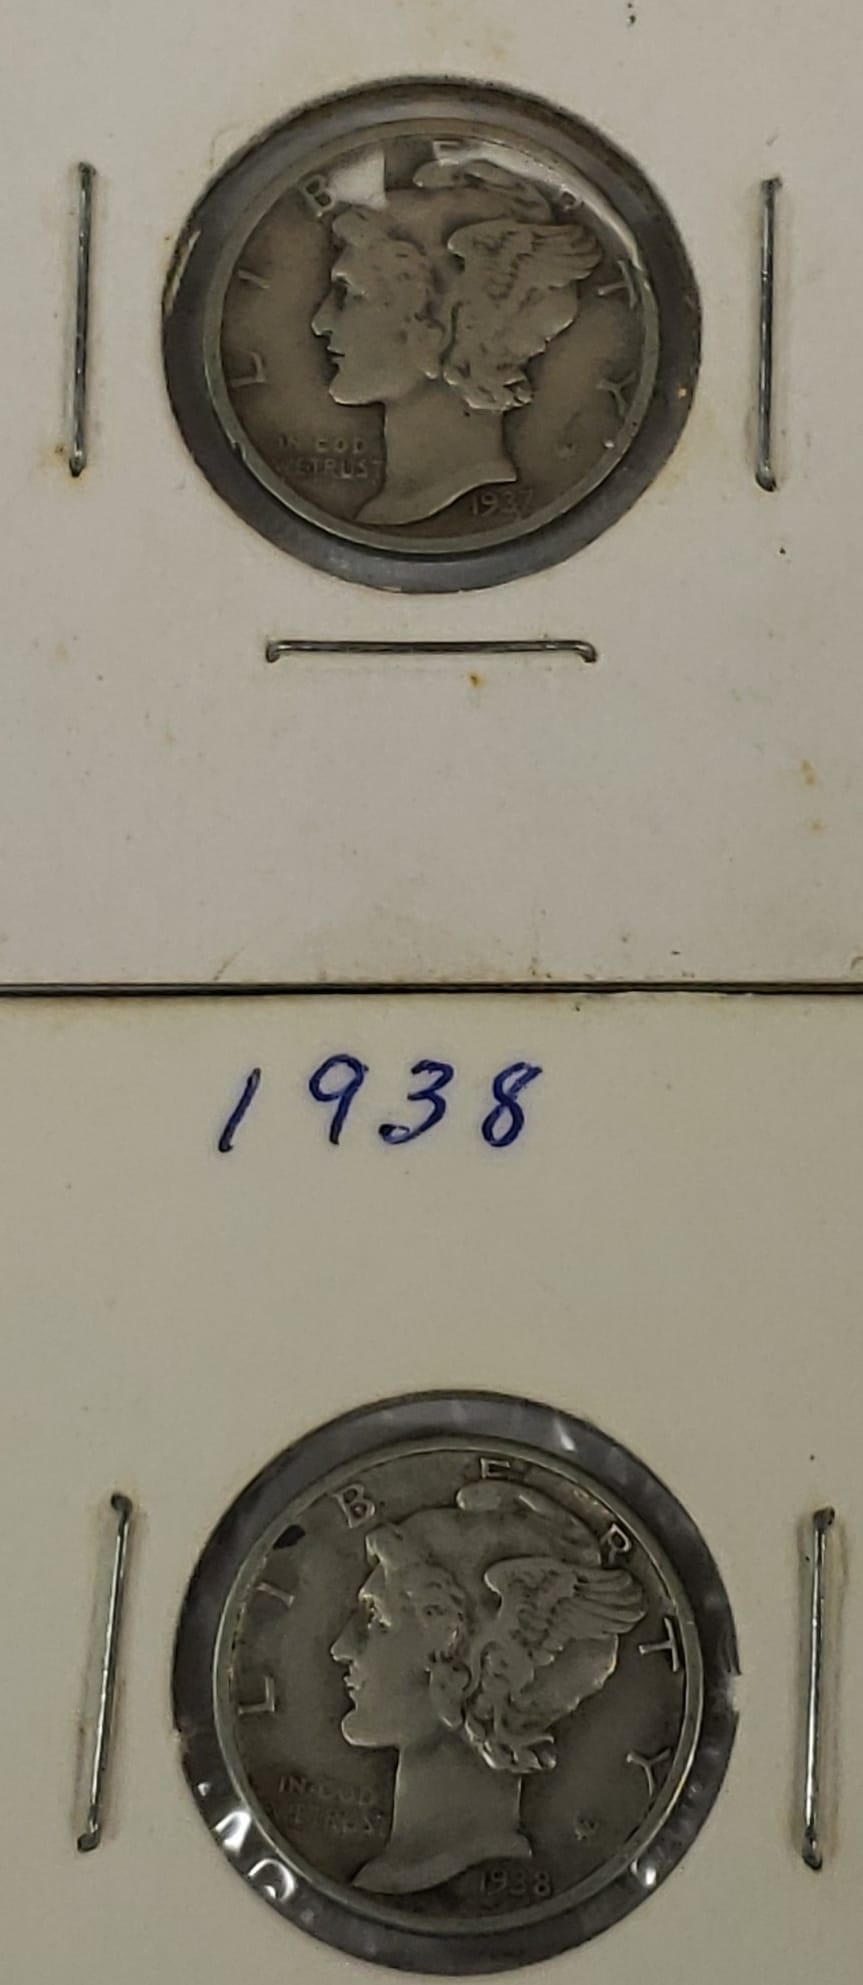 LIBERTY
IN GOD
WE TRUST
1937
1938
LIBERTY
IN GOD
WE TRUST
1938